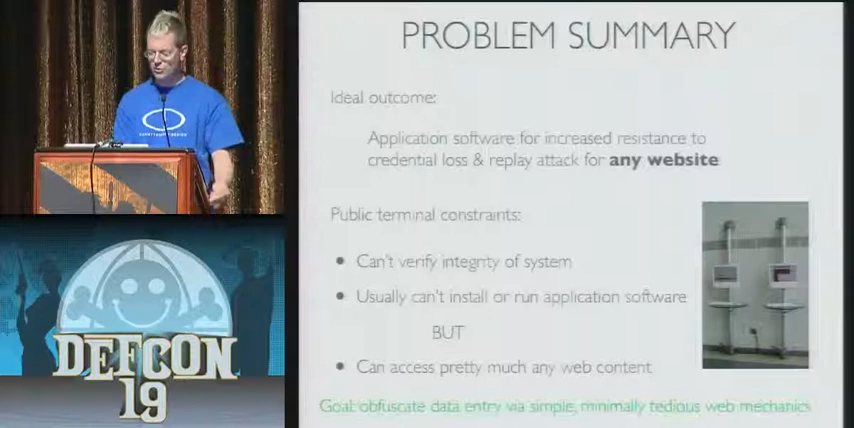 PROBLEM SUMMARY
Ideal outcome:
Application software for increased resistance to
credential loss & replay attack for any website
Public terminal constraints:
• Can't verify integrity of system
• Usually can't install or run application software
BUT
• Can access pretty much any web content
Goal: obfuscate data entry via simple, minimally tedious web mechanics
DEFCON
19